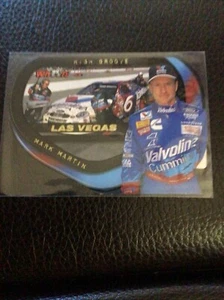 HIGH GROOVE
6
LAS VEGAS
MARK MARTIN
Valvoline
Cummins